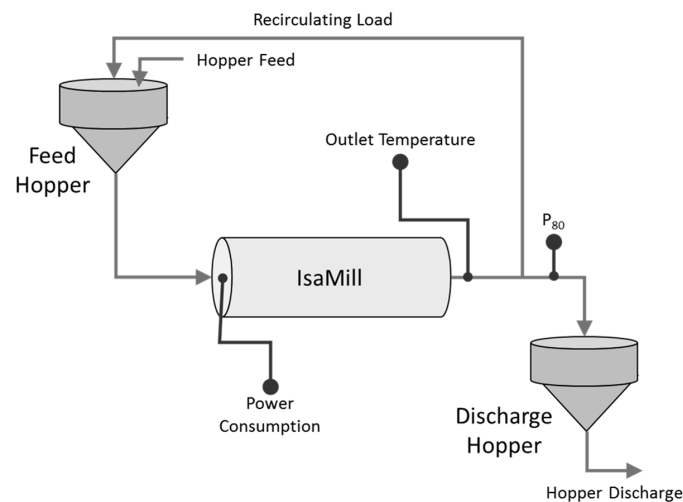 Recirculating Load
Hopper Feed
Feed
Hopper
Outlet Temperature
P80
IsaMill
Power
Consumption
Discharge
Hopper
Hopper Discharge